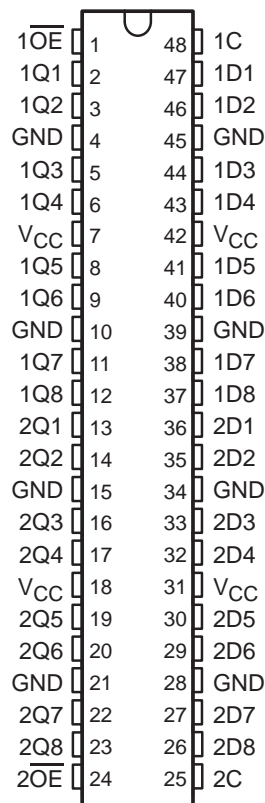 1O̅E̅ 1 48 1C
1Q1 2 47 1D1
1Q2 3 46 1D2
GND 4 45 GND
1Q3 5 44 1D3
1Q4 6 43 1D4
VCC 7 42 VCC
1Q5 8 41 1D5
1Q6 9 40 1D6
GND 10 39 GND
1Q7 11 38 1D7
1Q8 12 37 1D8
2Q1 13 36 2D1
2Q2 14 35 2D2
GND 15 34 GND
2Q3 16 33 2D3
2Q4 17 32 2D4
VCC 18 31 VCC
2Q5 19 30 2D5
2Q6 20 29 2D6
GND 21 28 GND
2Q7 22 27 2D7
2Q8 23 26 2D8
2O̅E̅ 24 25 2C